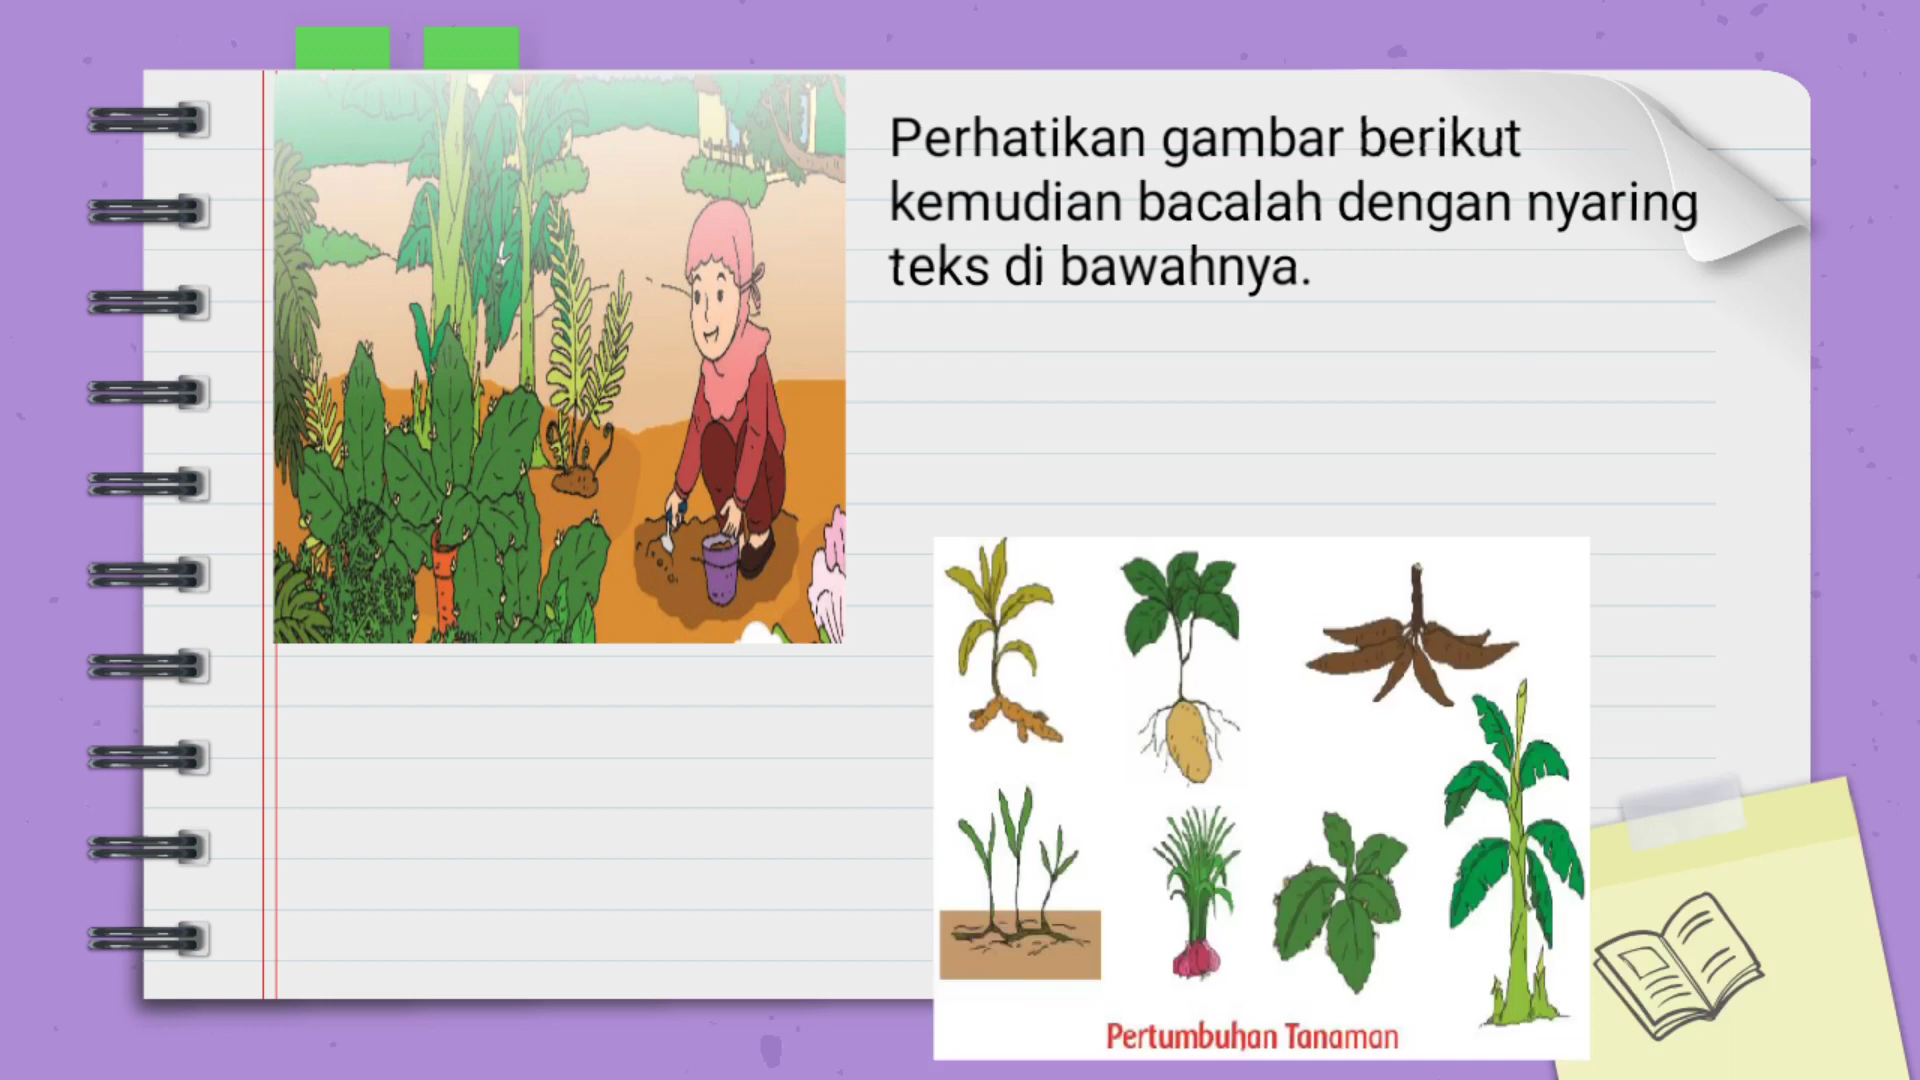 Perhatikan gambar berikut
kemudian bacalah dengan nyaring
teks di bawahnya.
Pertumbuhan Tanaman